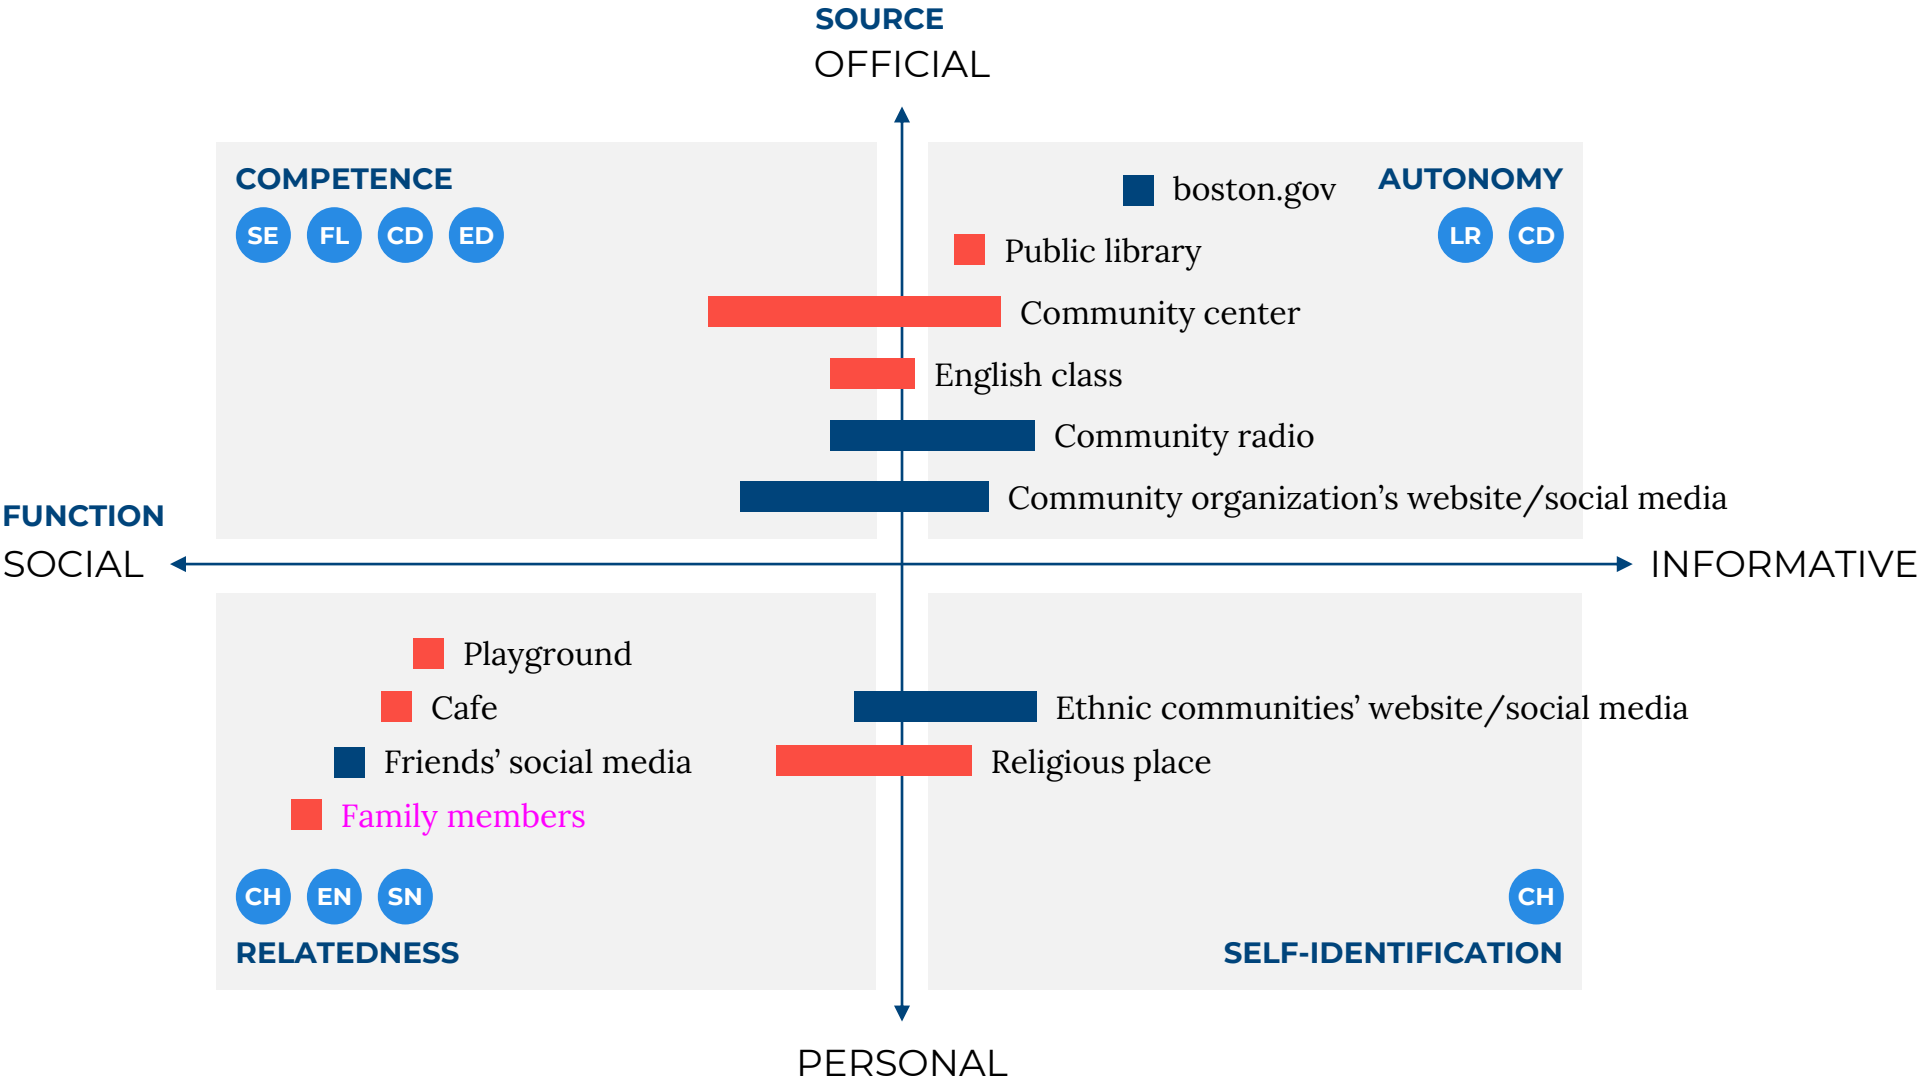 SOURCE
OFFICIAL
COMPETENCE
SE FL CD ED
boston.gov
AUTONOMY
LR CD
Public library
Community center
English class
Community radio
Community organization’s website/social media
FUNCTION
SOCIAL
INFORMATIVE
Playground
Cafe
Friends’ social media
Family members
Ethnic communities’ website/social media
Religious place
CH EN SN
RELATEDNESS
CH
SELF-IDENTIFICATION
PERSONAL